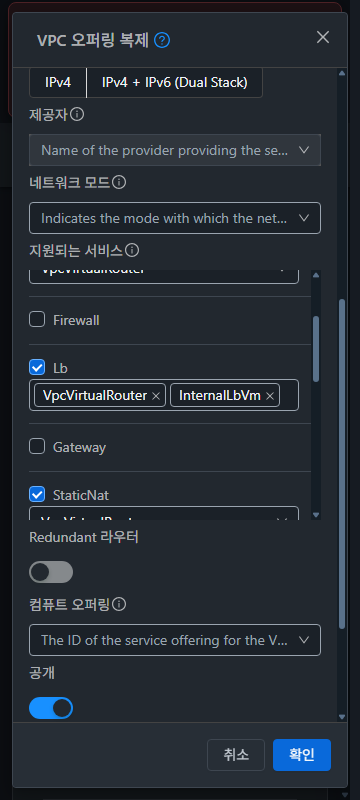 VPC 오퍼링 복제
IPv4 IPv4 + IPv6 (Dual Stack)
제공자
Name of the provider providing the se...
네트워크 모드
Indicates the mode with which the net...
지원되는 서비스
VpcVirtualRouter
Firewall
Lb
VpcVirtualRouter × InternalLbVm ×
Gateway
StaticNat
VpcVirtualRouter
Redundant 라우터
컴퓨트 오퍼링
The ID of the service offering for the V...
공개
취소 확인